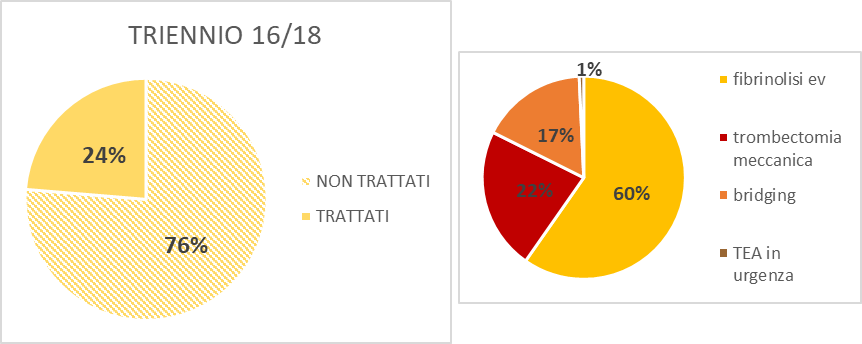 TRIENNIO 16/18
24%
76%
NON TRATTATI
TRATTATI
1%
17%
22%
60%
fibrinolisi ev
trombectomia
meccanica
bridging
TEA in
urgenza